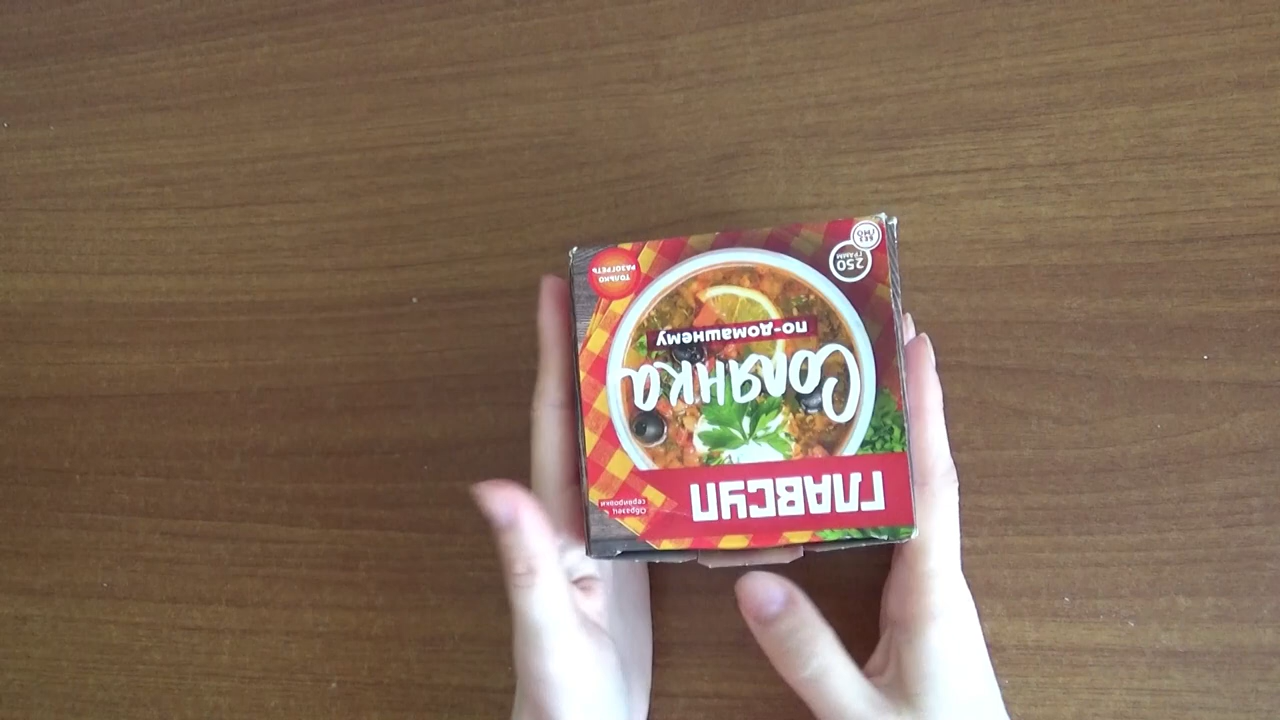 ГЛАВСУП
Образец
сервировки
Солянка
по-домашнему
250
ГРАММ
БЕЗ
ГМО
ТОЛЬКО
РАЗОГРЕТЬ